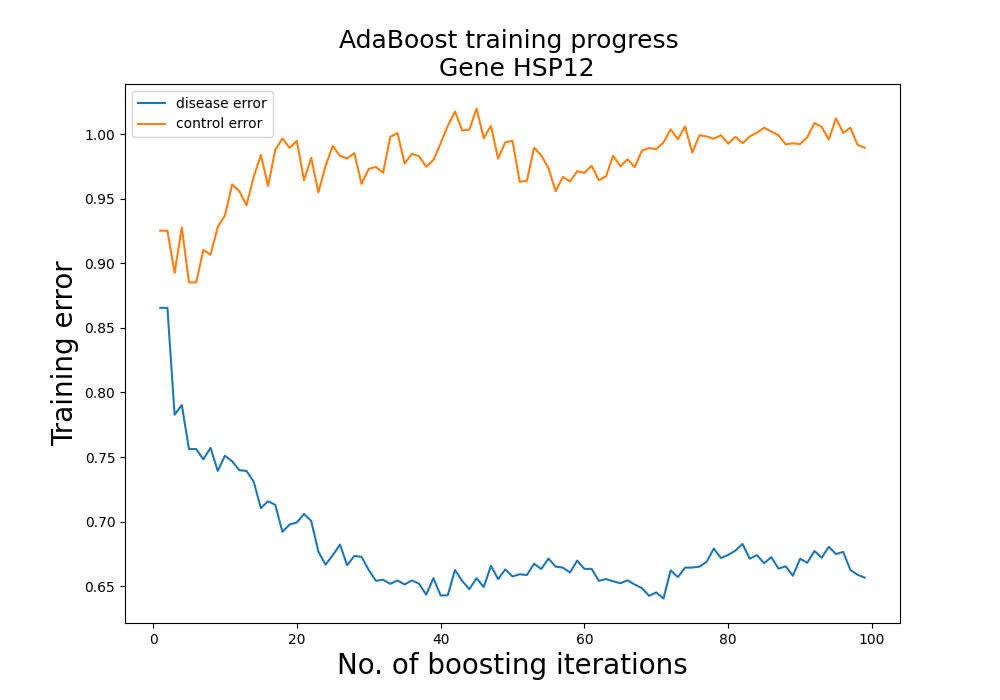 AdaBoost training progress
Gene HSP12
disease error
control error
1.00
0.95
0.90
0.85
0.80
0.75
0.70
0.65
Training error
0 20 40 60 80 100
No. of boosting iterations